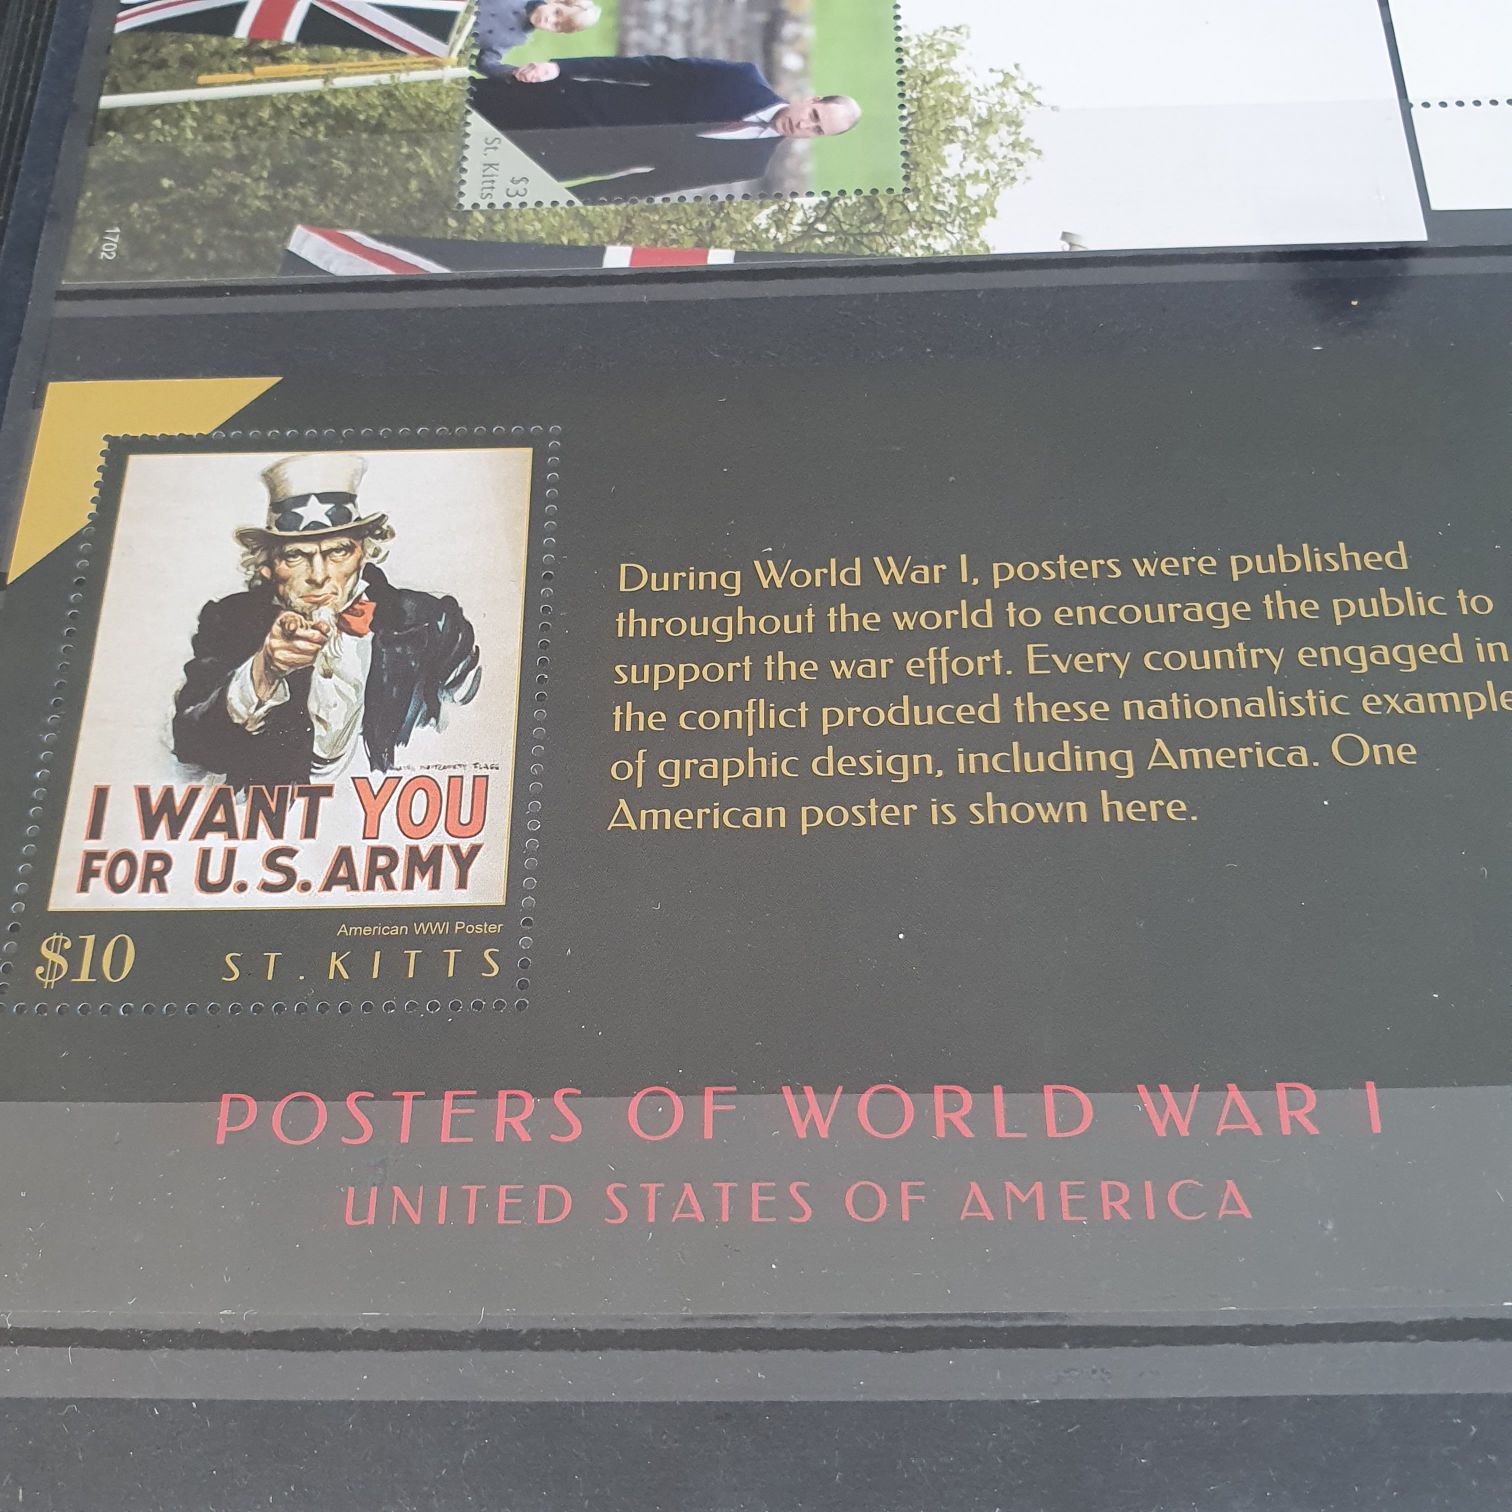 St. Kitts
$3
1702
During World War I, posters were published
throughout the world to encourage the public to
support the war effort. Every country engaged in
the conflict produced these nationalistic example
of graphic design, including America. One
American poster is shown here.
I WANT YOU
FOR U.S. ARMY
American WWI Poster
$10 ST. KITTS
POSTERS OF WORLD WAR I
UNITED STATES OF AMERICA